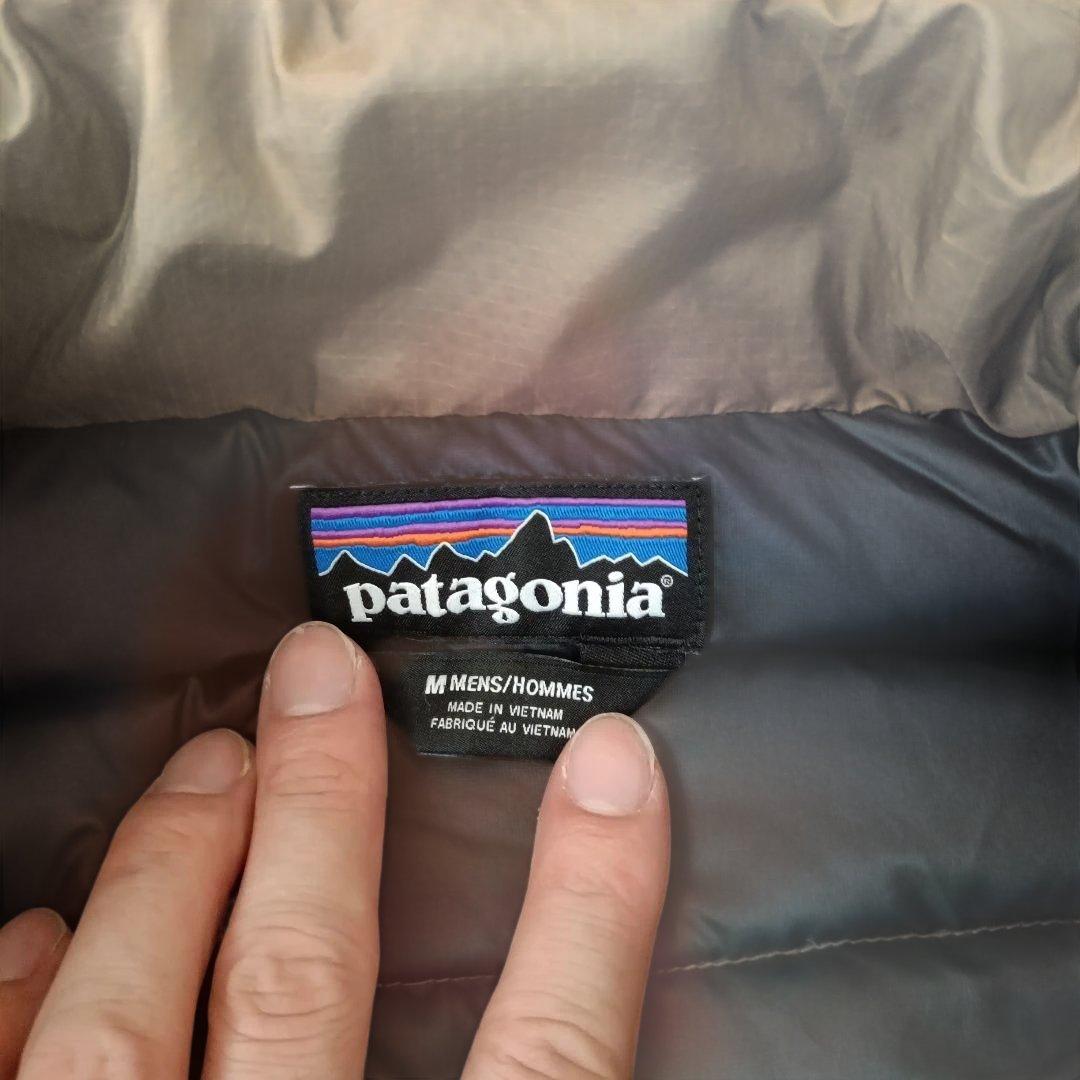 patagonia®
M MENS/HOMMES
MADE IN VIETNAM
FABRIQUÉ AU VIETNAM